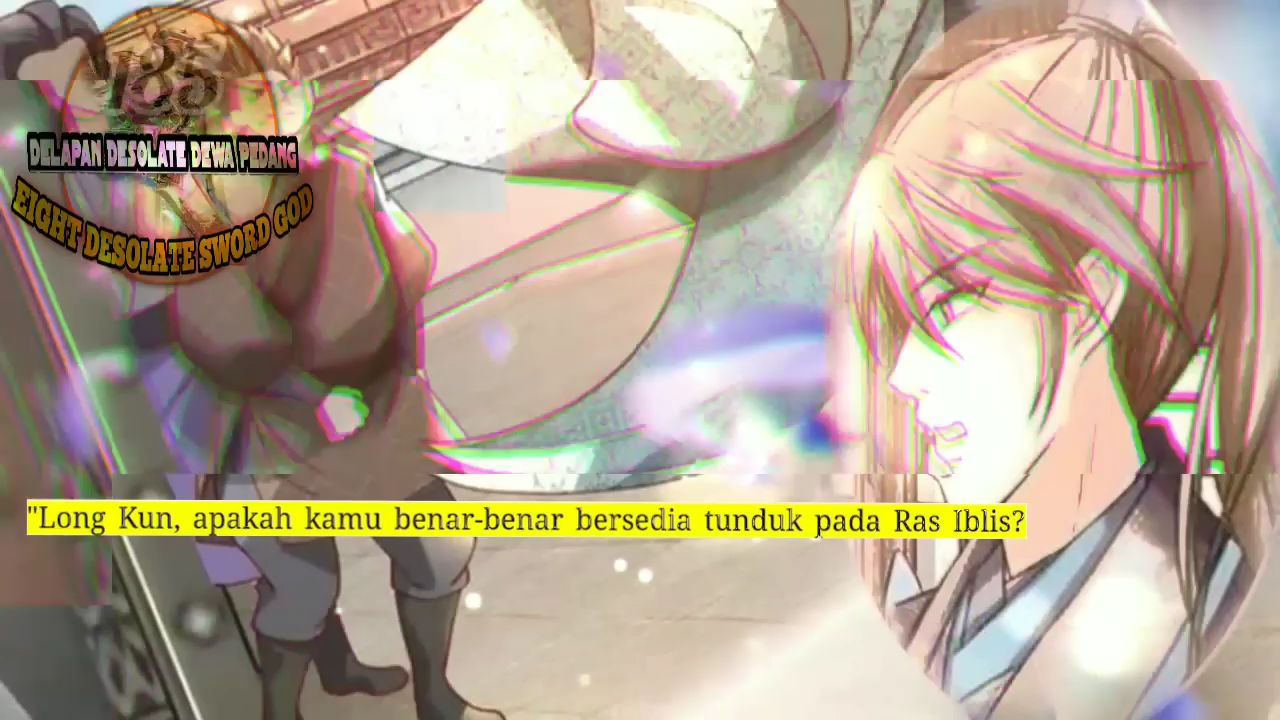 185
DELAPAN DESOLATE DEWA PEDANG
EIGHT DESOLATE SWORD GOD
"Long Kun, apakah kamu benar-benar bersedia tunduk pada Ras Iblis?